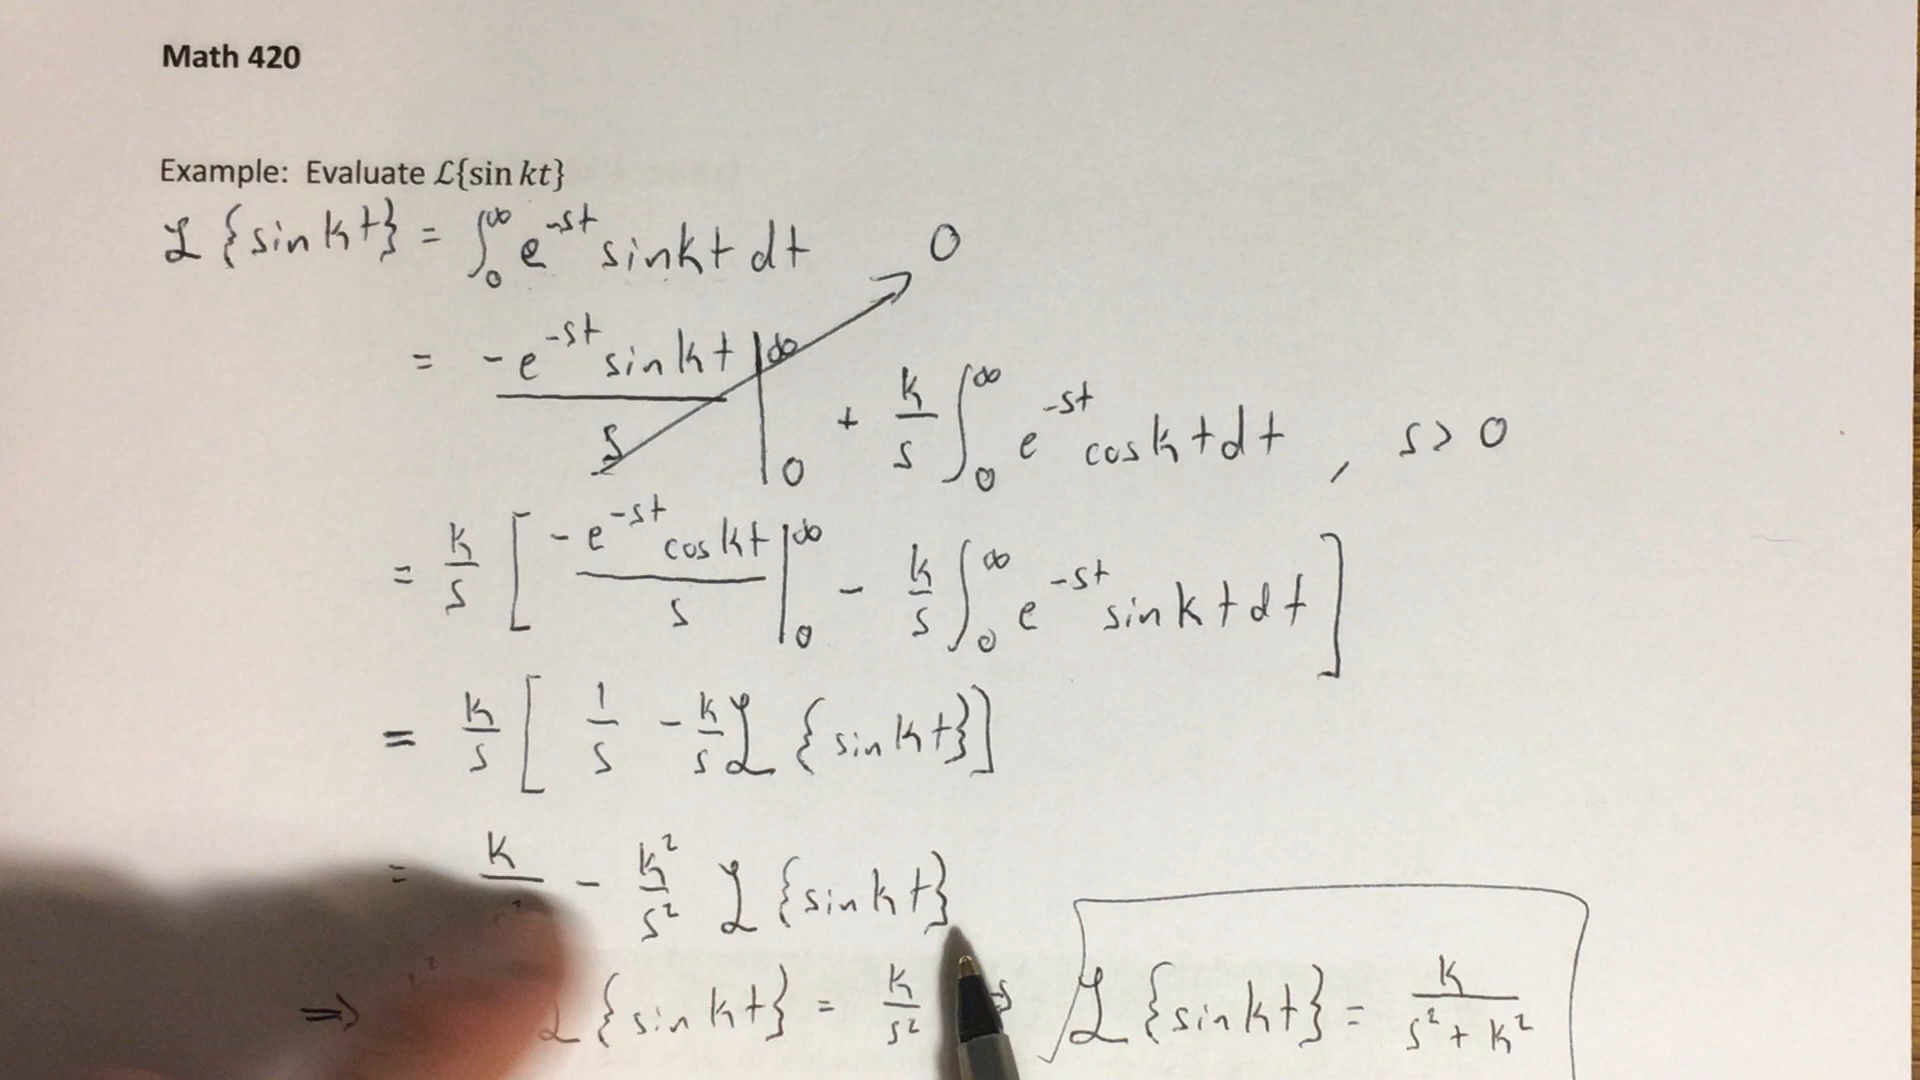 Math 420
Example: Evaluate ℒ{sin kt}
ℒ {sin kt} = ∫₀^∞ e^{-st} sin kt dt
= -e^{-st} sin kt / s |₀^∞ → 0 + k/s ∫₀^∞ e^{-st} cos kt dt , s > 0
= k/s [ -e^{-st} cos kt / s |₀^∞ - k/s ∫₀^∞ e^{-st} sin kt dt ]
= k/s [ 1/s - k/s ℒ {sin kt} ]
= k - k²/s² ℒ {sin kt}
⇒ ℒ {sin kt} = k/s² ⇒ ℒ {sin kt} = k/(s² + k²)